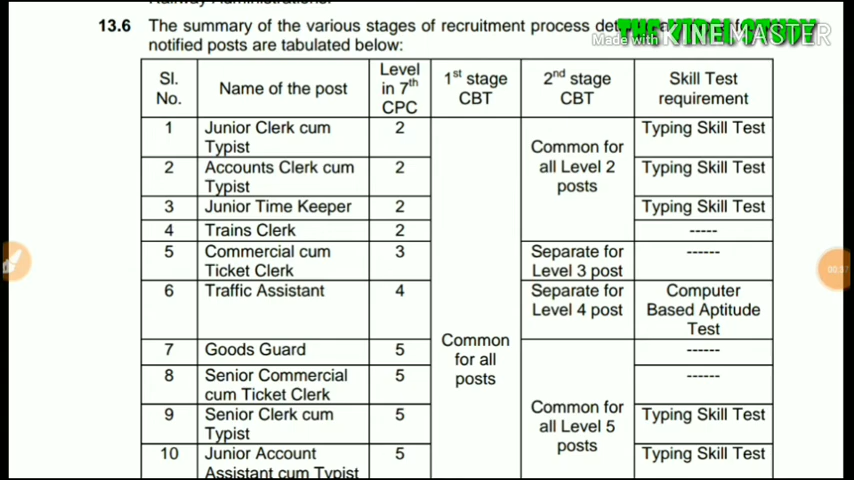 Railway Administrations.
13.6 The summary of the various stages of recruitment process
notified posts are tabulated below:
THE VIRAL STUDY
Made with KINEMASTER
Sl. No. Name of the post Level in 7th CPC 1st stage CBT 2nd stage CBT Skill Test requirement
1 Junior Clerk cum Typist 2 Common for all posts Common for all Level 2 posts Typing Skill Test
2 Accounts Clerk cum Typist 2 Typing Skill Test
3 Junior Time Keeper 2 Typing Skill Test
4 Trains Clerk 2 -----
5 Commercial cum Ticket Clerk 3 Separate for Level 3 post ------
6 Traffic Assistant 4 Separate for Level 4 post Computer Based Aptitude Test
7 Goods Guard 5 Common for all Level 5 posts ------
8 Senior Commercial cum Ticket Clerk 5 ------
9 Senior Clerk cum Typist 5 Typing Skill Test
10 Junior Account Assistant cum Typist 5 Typing Skill Test
00:37